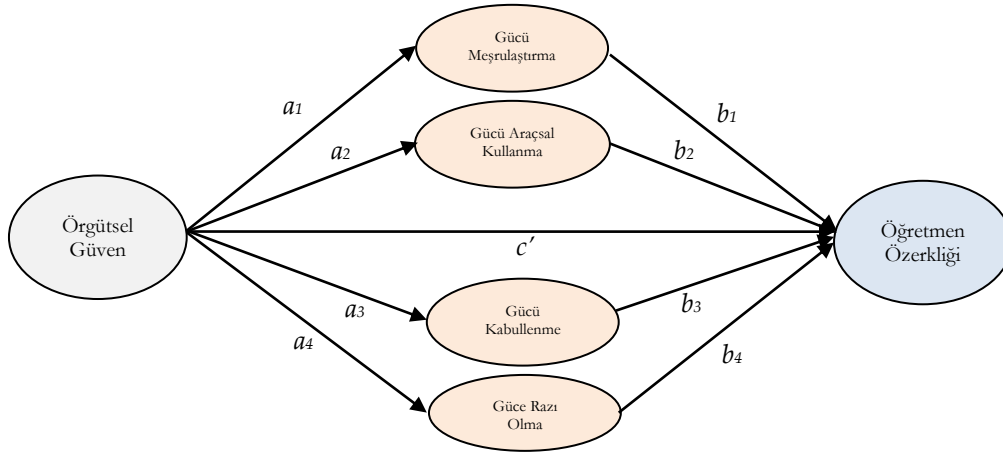 Gücü
Meşrulaştırma
a1
b1
Gücü Araçsal
Kullanma
a2
b2
Örgütsel
Güven
c'
Öğretmen
Özerkliği
a3
Gücü
Kabullenme
b3
a4
b4
Güce Razı
Olma